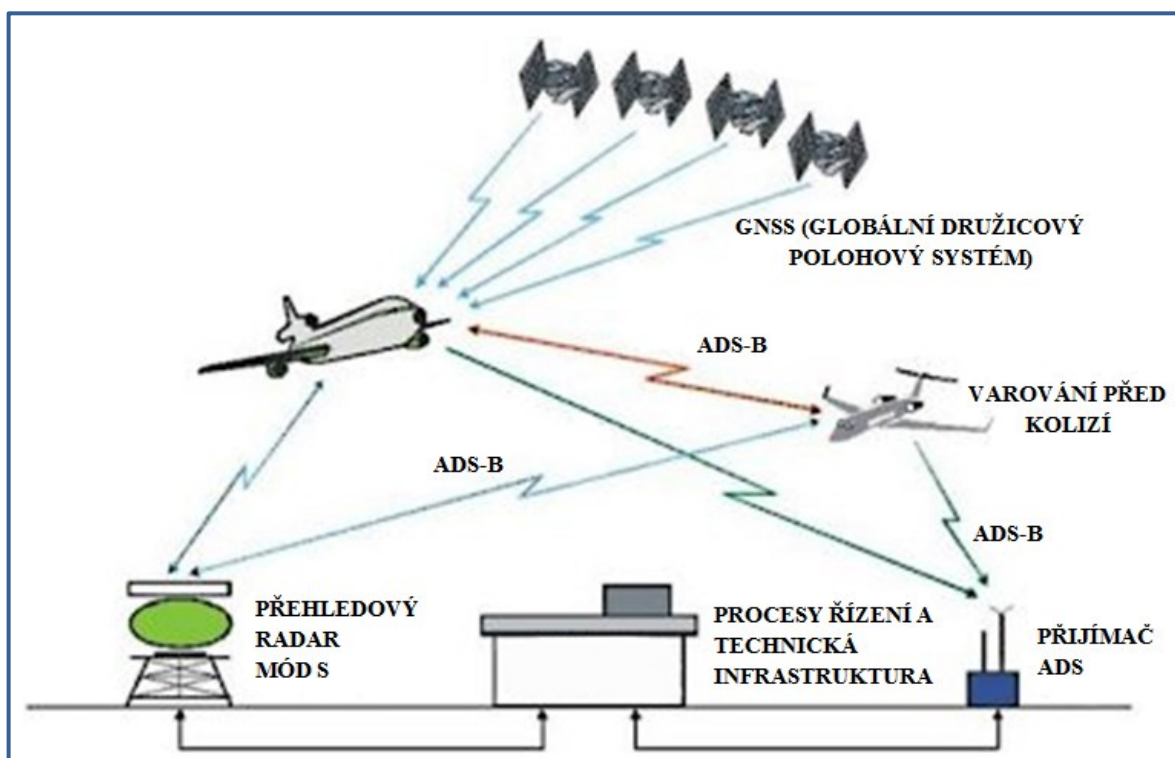 GNSS (GLOBÁLNÍ DRUŽICOVÝ
POLOHOVÝ SYSTÉM)
ADS-B
VAROVÁNÍ PŘED
KOLIZÍ
ADS-B
ADS-B
PŘEHLEDOVÝ
RADAR
MÓD S
PROCESY ŘÍZENÍ A
TECHNICKÁ
INFRASTRUKTURA
PŘIJÍMAČ
ADS